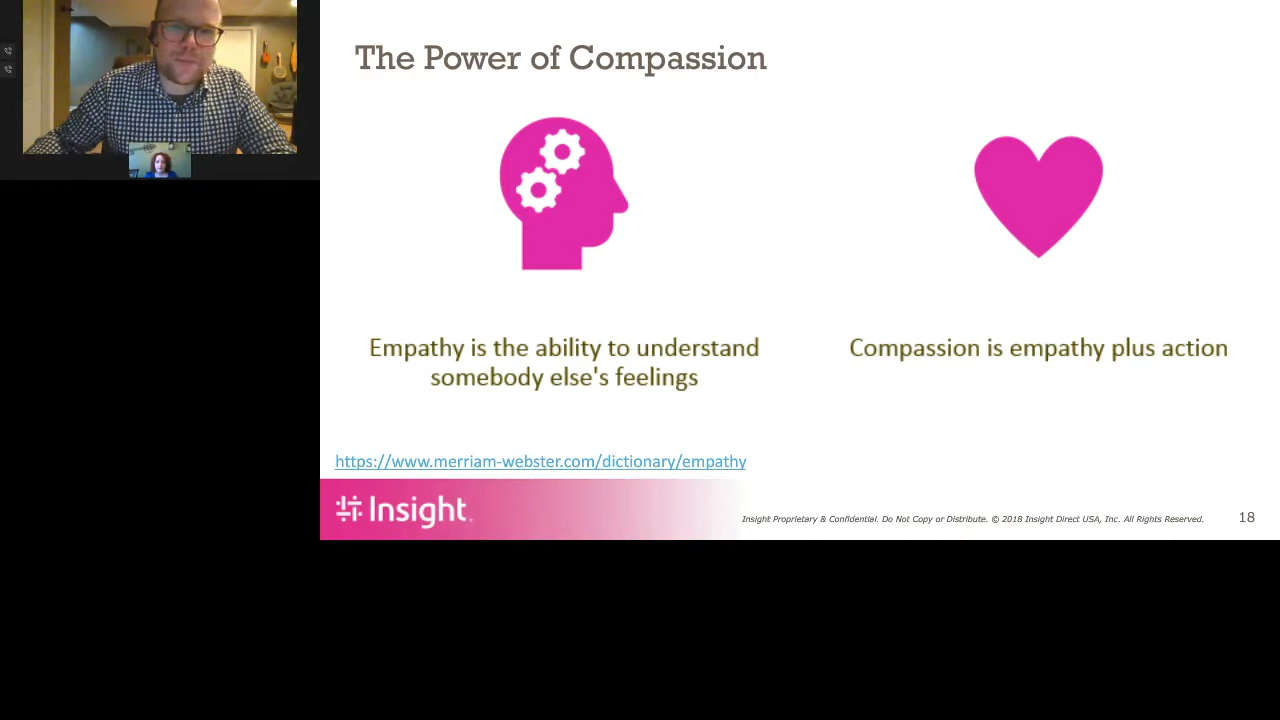 The Power of Compassion
Empathy is the ability to understand
somebody else's feelings
Compassion is empathy plus action
https://www.merriam-webster.com/dictionary/empathy
Insight
Insight Proprietary & Confidential. Do Not Copy or Distribute. © 2018 Insight Direct USA, Inc. All Rights Reserved.
18